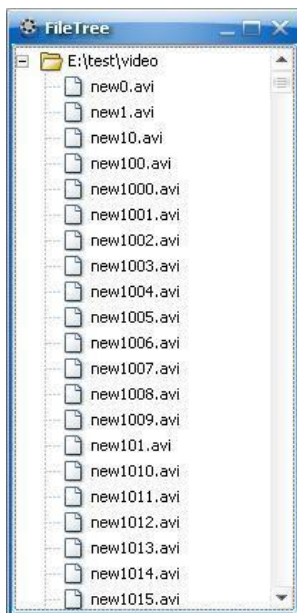 FileTree
E:\test\video
new0.avi
new1.avi
new10.avi
new100.avi
new1000.avi
new1001.avi
new1002.avi
new1003.avi
new1004.avi
new1005.avi
new1006.avi
new1007.avi
new1008.avi
new1009.avi
new101.avi
new1010.avi
new1011.avi
new1012.avi
new1013.avi
new1014.avi
new1015.avi